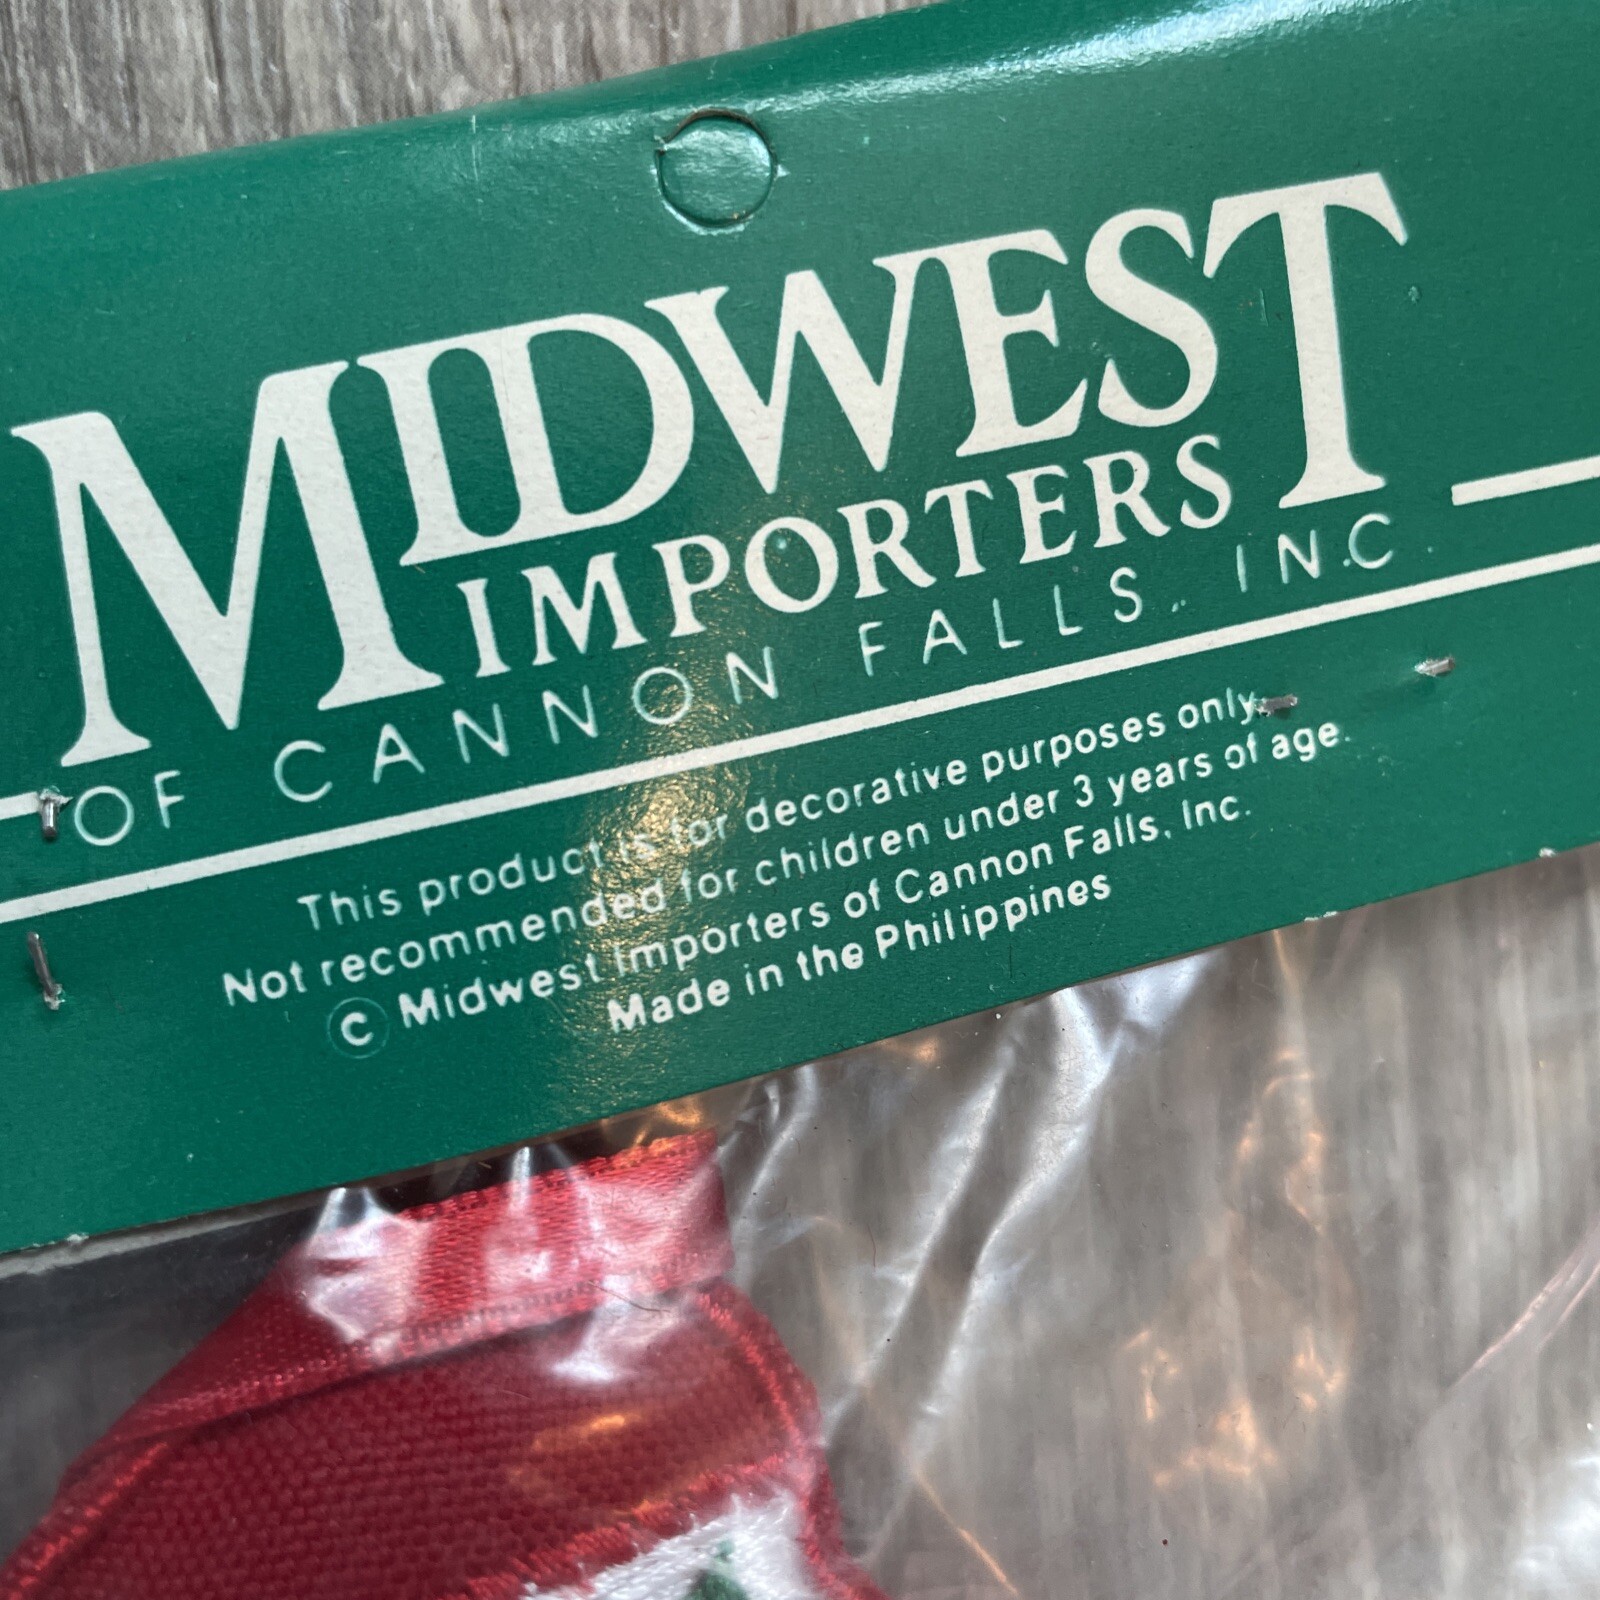 MIDWEST
IMPORTERS
OF CANNON FALLS, INC.
This product is for decorative purposes only.
Not recommended for children under 3 years of age.
© Midwest Importers of Cannon Falls, Inc.
Made in the Philippines